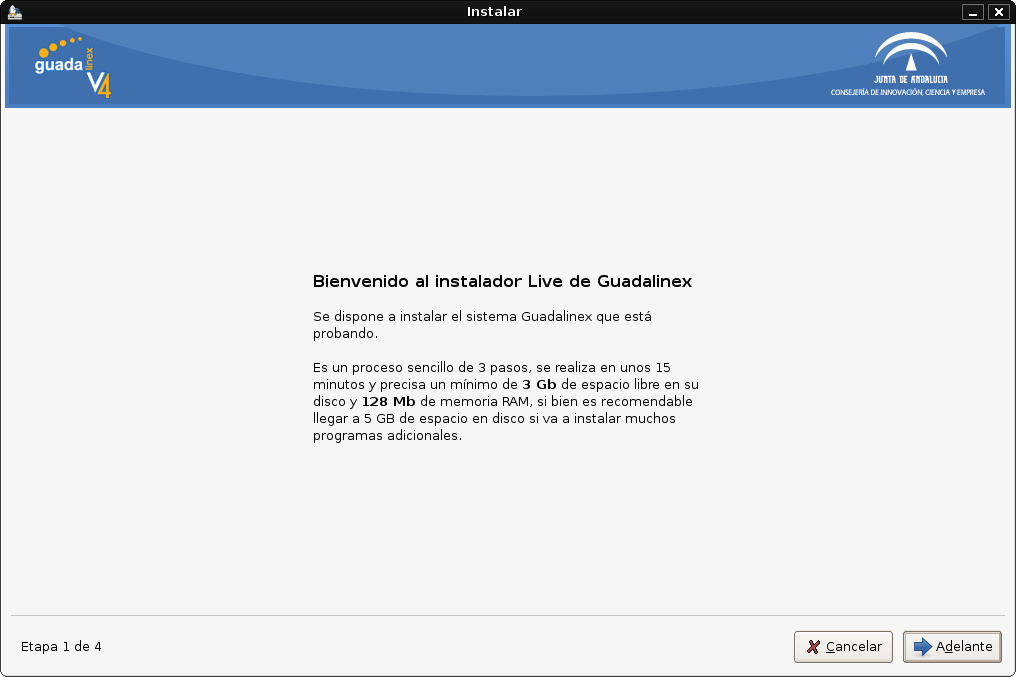 Instalar
guada
linex
V4
JUNTA DE ANDALUCIA
CONSEJERÍA DE INNOVACIÓN, CIENCIA Y EMPRESA
Bienvenido al instalador Live de Guadalinex
Se dispone a instalar el sistema Guadalinex que está
probando.
Es un proceso sencillo de 3 pasos, se realiza en unos 15
minutos y precisa un mínimo de 3 Gb de espacio libre en su
disco y 128 Mb de memoria RAM, si bien es recomendable
llegar a 5 GB de espacio en disco si va a instalar muchos
programas adicionales.
Etapa 1 de 4
Cancelar
Adelante